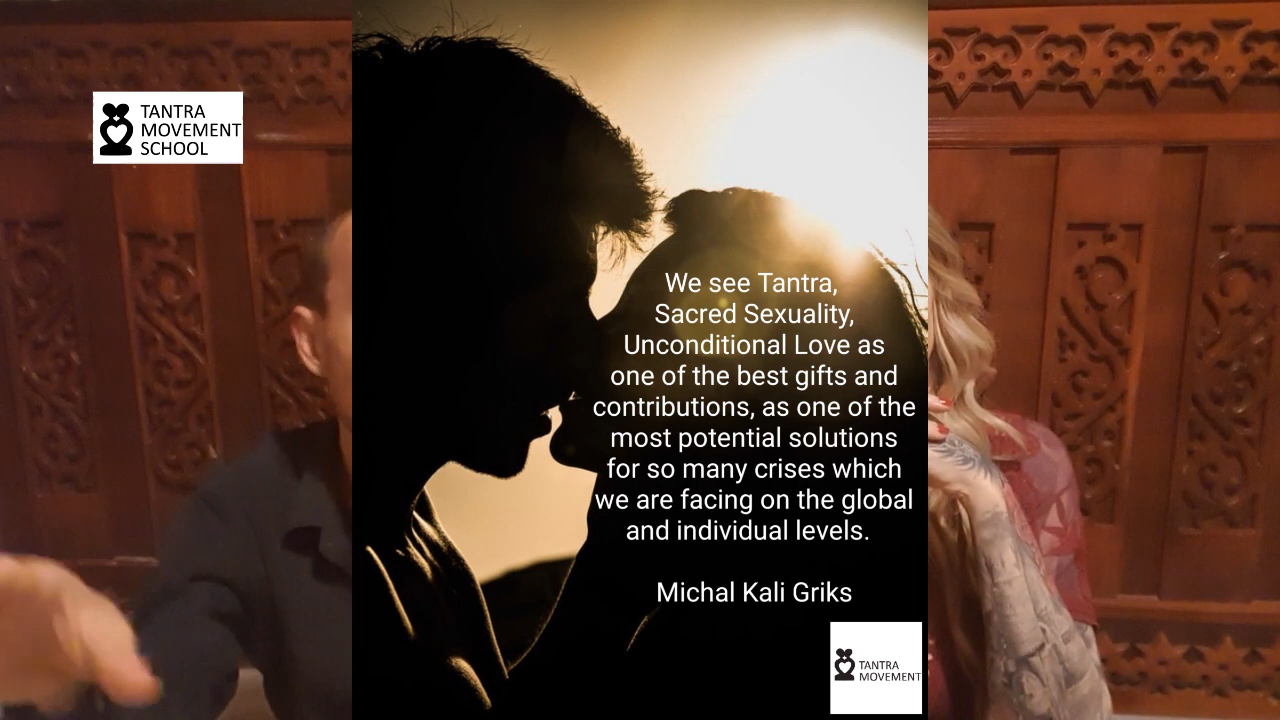 TANTRA
MOVEMENT
SCHOOL
We see Tantra,
Sacred Sexuality,
Unconditional Love as
one of the best gifts and
contributions, as one of the
most potential solutions
for so many crises which
we are facing on the global
and individual levels.
Michal Kali Griks
TANTRA
MOVEMENT